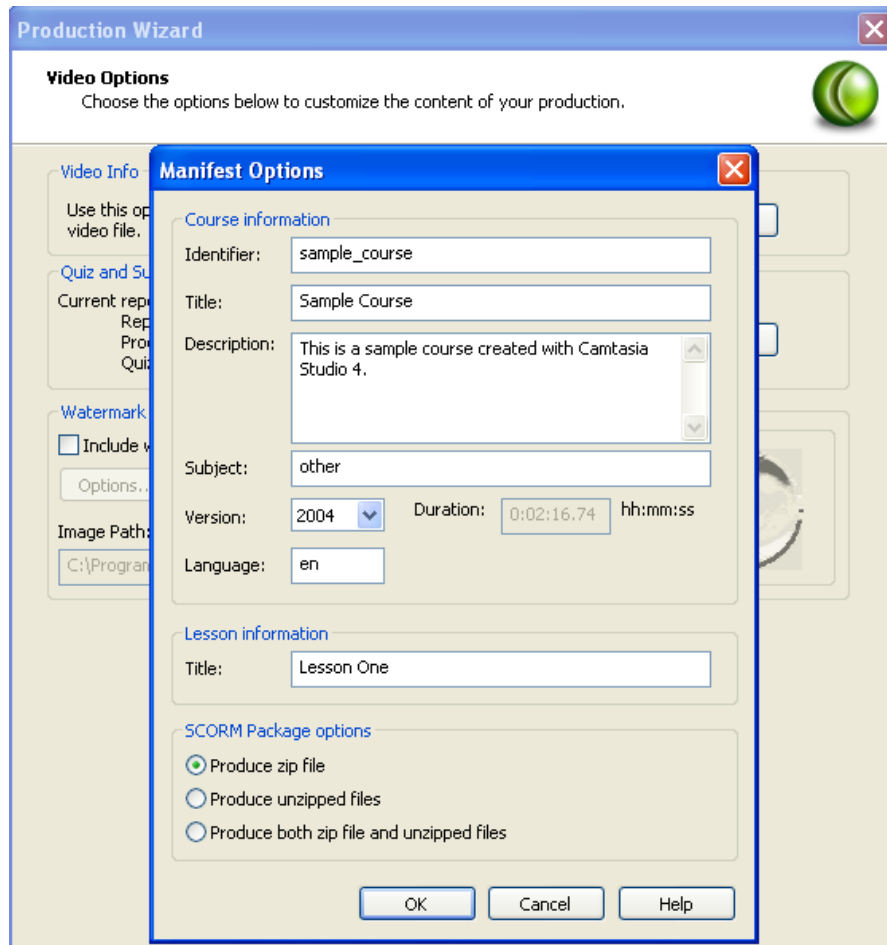 Production Wizard
Video Options
Choose the options below to customize the content of your production.
Video Info
Use this op
video file.
Quiz and Su
Current repo
Rep
Prod
Quiz
Watermark
Include w
Options..
Image Path:
C:\Program
Manifest Options
Course information
Identifier: sample_course
Title: Sample Course
Description: This is a sample course created with Camtasia
Studio 4.
Subject: other
Version: 2004 Duration: 0:02:16.74 hh:mm:ss
Language: en
Lesson information
Title: Lesson One
SCORM Package options
Produce zip file
Produce unzipped files
Produce both zip file and unzipped files
OK Cancel Help